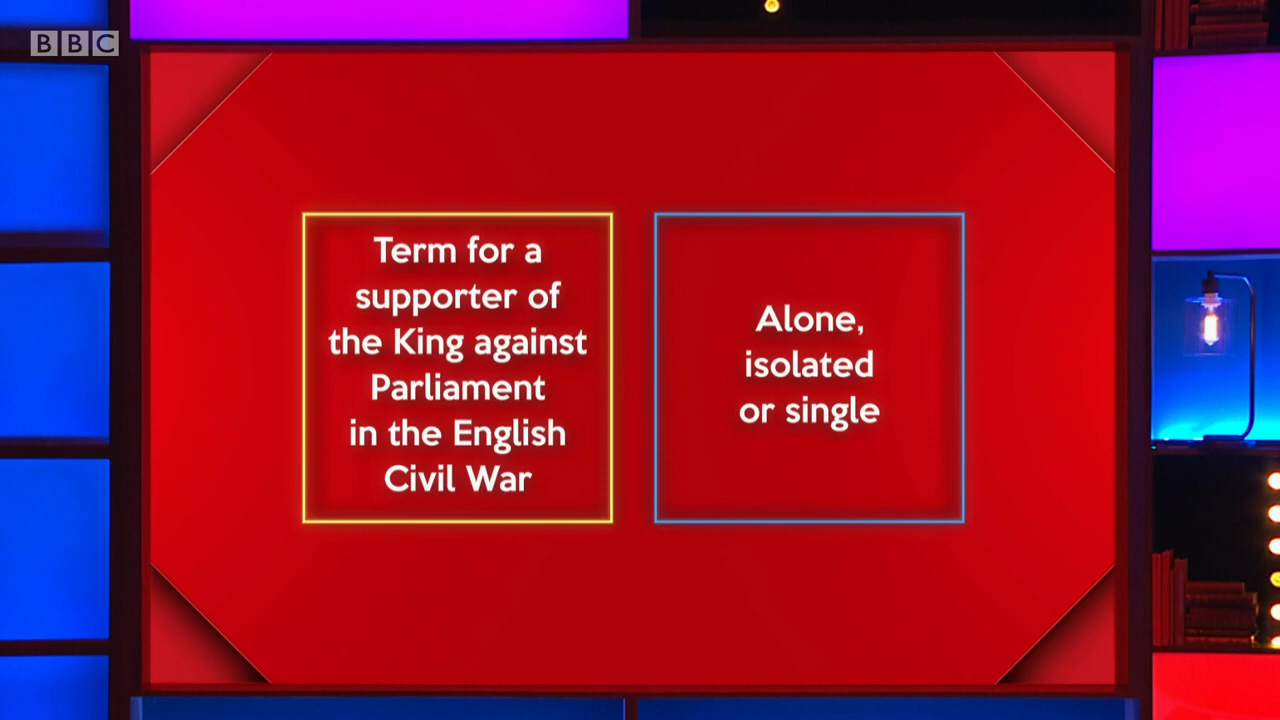 BBC
Term for a
supporter of
the King against
Parliament
in the English
Civil War
Alone,
isolated
or single